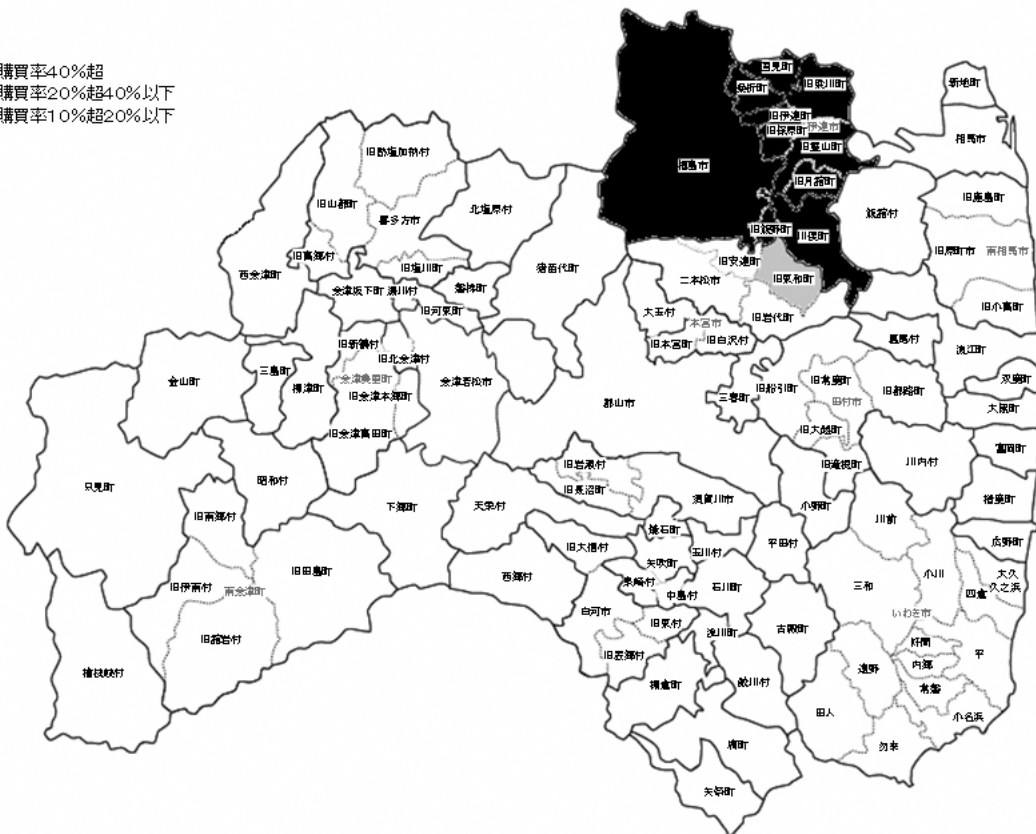 購買率40%超
購買率20%超40%以下
購買率10%超20%以下
国見町
桑折町
旧梁川町
旧伊達町
旧保原町
伊達市
旧霊山町
福島市
旧月舘町
旧飯野町
川俣町
新地町
相馬市
旧鹿島町
飯舘村
旧原町市
南相馬市
旧小高町
旧熱塩加納村
旧山都町
喜多方市
北塩原村
旧高郷村
旧塩川町
西会津町
会津坂下町
湯川村
磐梯町
猪苗代町
旧河東町
旧安達町
二本松市
旧東和町
大玉村
本宮市
旧岩代町
旧本宮町
旧白沢村
葛尾村
浪江町
双葉町
大熊町
富岡町
楢葉町
広野町
旧新鶴村
旧北会津村
会津美里町
会津若松市
旧会津本郷町
旧会津高田町
金山町
三島町
柳津町
郡山市
三春町
旧船引町
旧常葉町
旧都路町
田村市
旧大越町
旧滝根町
川内村
只見町
昭和村
下郷町
天栄村
旧岩瀬村
旧長沼町
須賀川市
小野町
川前
旧南郷村
旧伊南村
南会津町
旧田島町
旧舘岩村
檜枝岐村
西郷村
旧大信村
鏡石町
矢吹町
玉川村
平田村
泉崎村
中島村
石川町
白河市
旧東村
浅川町
古殿町
旧表郷村
棚倉町
鮫川村
塙町
矢祭町
三和
小川
四倉
大久
久之浜
いわき市
好間
内郷
平
遠野
常磐
田人
小名浜
勿来